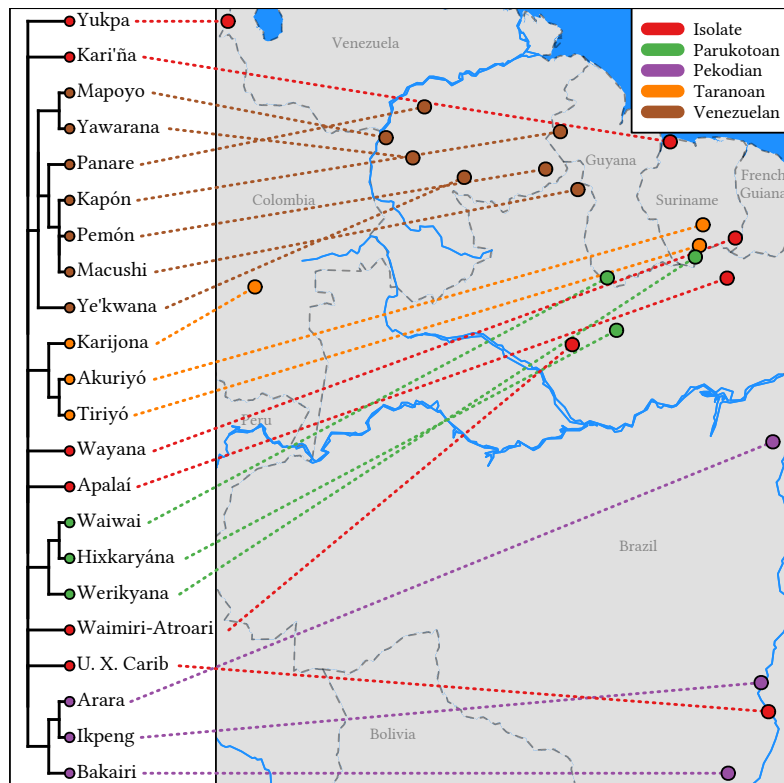 Yukpa
Kari'ña
Mapoyo
Yawarana
Panare
Kapón
Pemón
Macushi
Ye'kwana
Karijona
Akuriyó
Tiriyó
Wayana
Apalaí
Waiwai
Hixkaryána
Werikyana
Waimiri-Atroari
U. X. Carib
Arara
Ikpeng
Bakairi
Venezuela
Colombia
Guyana
Suriname
French
Guiana
Peru
Brazil
Bolivia
Isolate
Parukotoan
Pekodian
Taranoan
Venezuelan